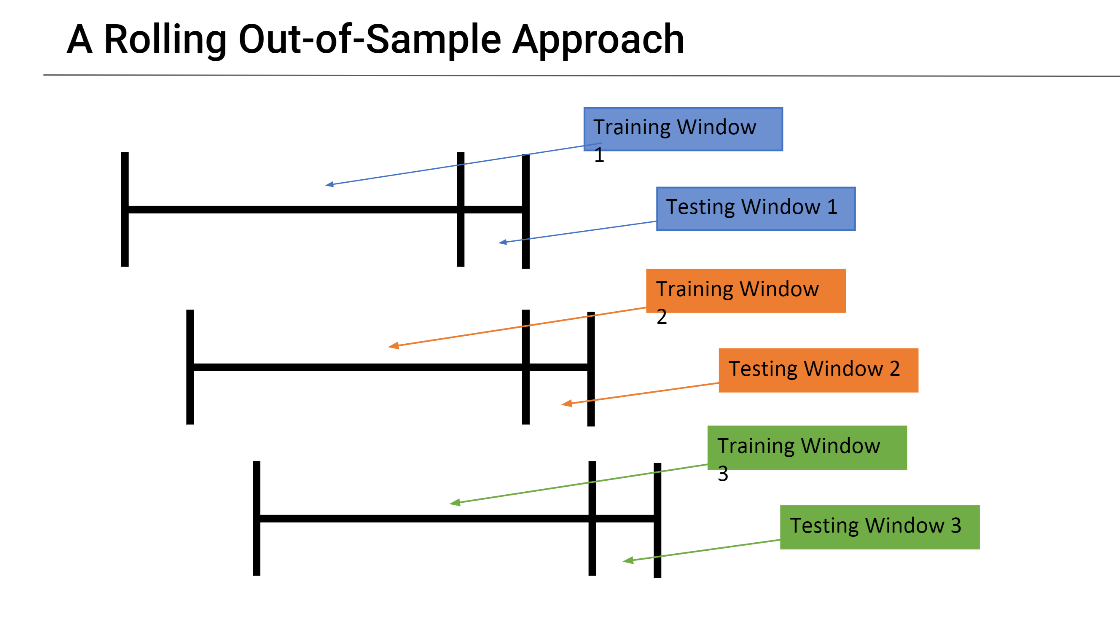 A Rolling Out-of-Sample Approach
Training Window
1
Testing Window 1
Training Window
2
Testing Window 2
Training Window
3
Testing Window 3